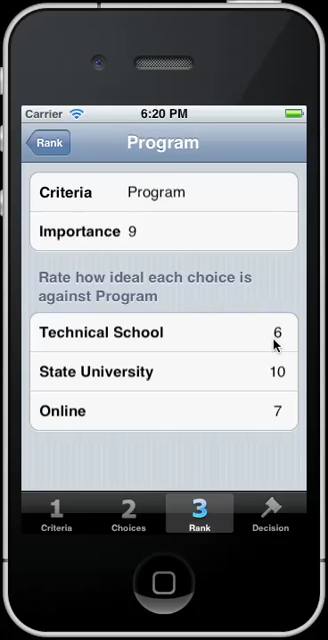 Carrier 6:20 PM
Rank Program
Criteria Program
Importance 9
Rate how ideal each choice is
against Program
Technical School 6
State University 10
Online 7
1 2 3
Criteria Choices Rank Decision